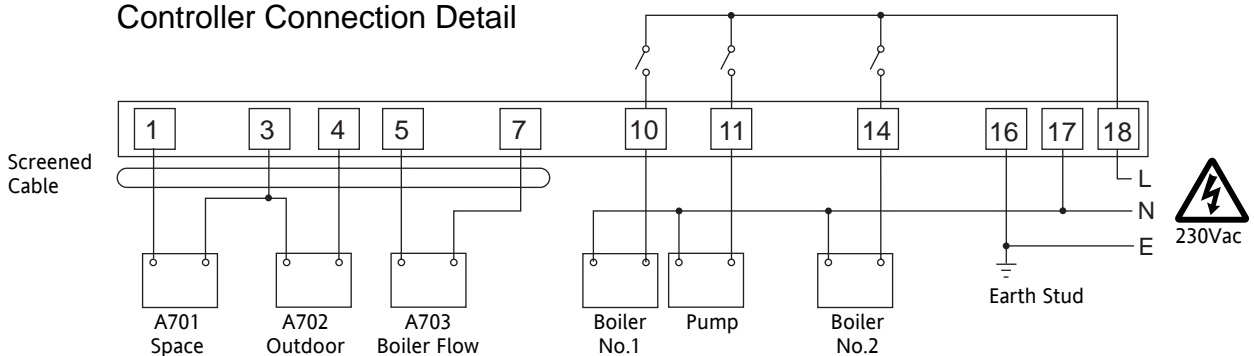 Controller Connection Detail
1 3 4 5 7 10 11 14 16 17 18
Screened
Cable
L
N
E
230Vac
Earth Stud
A701
Space
A702
Outdoor
A703
Boiler Flow
Boiler
No.1
Pump
Boiler
No.2